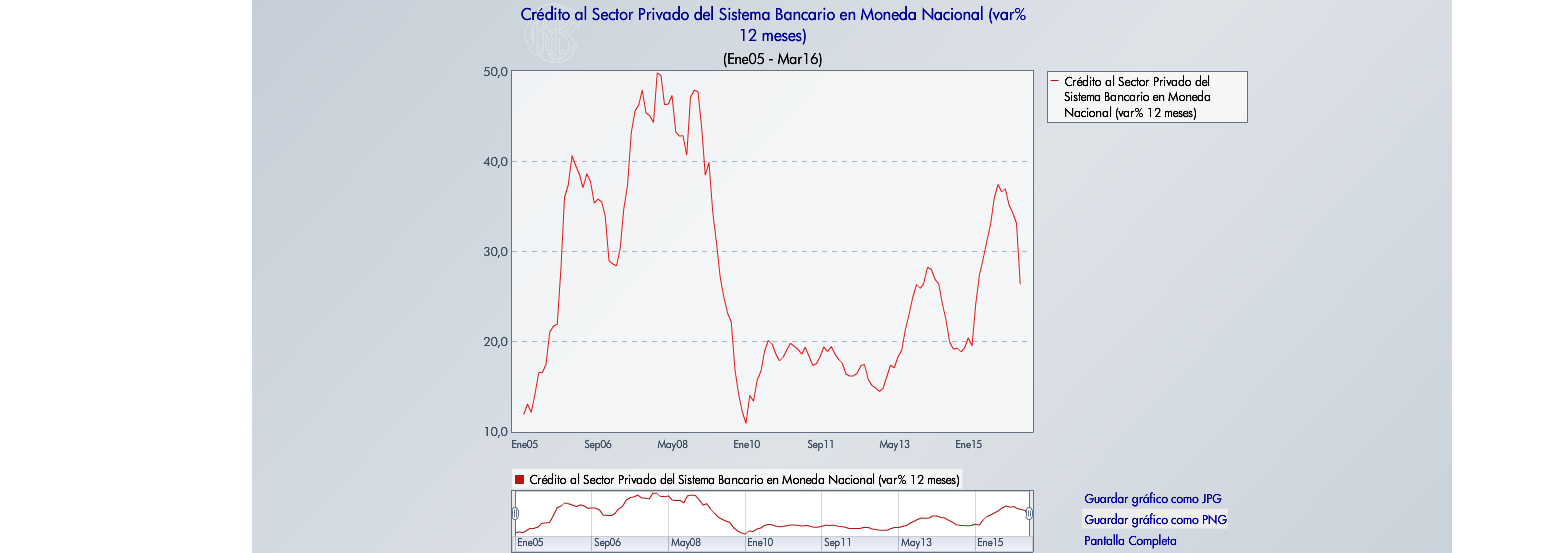 Crédito al Sector Privado del Sistema Bancario en Moneda Nacional (var%
12 meses)
(Ene05 - Mar16)
50,0
40,0
30,0
20,0
10,0
Ene05 Sep06 May08 Ene10 Sep11 May13 Ene15
Crédito al Sector Privado del
Sistema Bancario en Moneda
Nacional (var% 12 meses)
Crédito al Sector Privado del Sistema Bancario en Moneda Nacional (var% 12 meses)
Ene05 Sep06 May08 Ene10 Sep11 May13 Ene15
Guardar gráfico como JPG
Guardar gráfico como PNG
Pantalla Completa